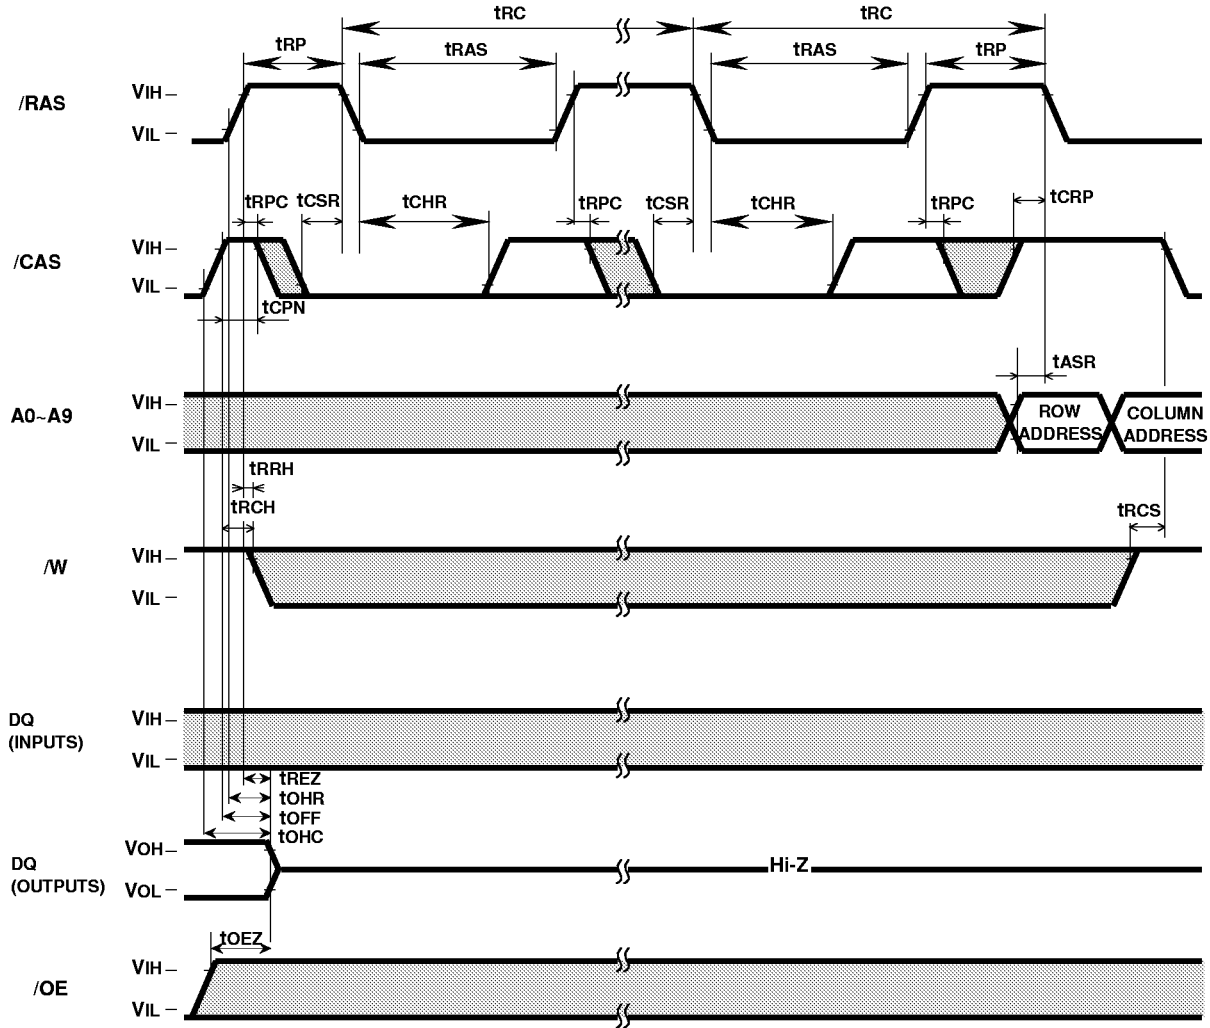 tRC tRC
tRP tRAS tRAS tRP
/RAS VIH
VIL
tRPC tCSR tCHR tRPC tCSR tCHR tRPC tCRP
/CAS VIH
VIL
tCPN
tASR
A0~A9 VIH
VIL
ROW
ADDRESS
COLUMN
ADDRESS
tRRH
tRCH
tRCS
/W VIH
VIL
DQ
(INPUTS)
VIH
VIL
tREZ
tOHR
tOFF
tOHC
DQ
(OUTPUTS)
VOH
VOL
Hi-Z
tOEZ
/OE VIH
VIL